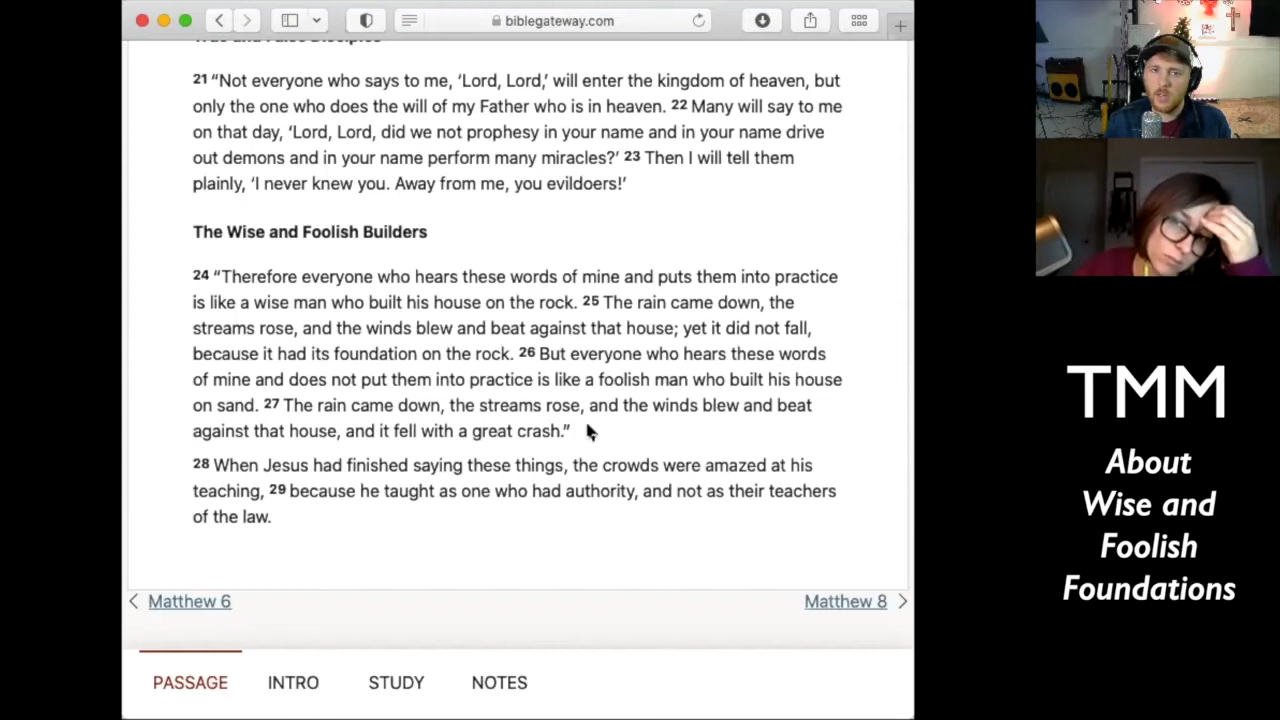 biblegateway.com
True and False Disciples
21 “Not everyone who says to me, ‘Lord, Lord,’ will enter the kingdom of heaven, but
only the one who does the will of my Father who is in heaven. 22 Many will say to me
on that day, ‘Lord, Lord, did we not prophesy in your name and in your name drive
out demons and in your name perform many miracles?’ 23 Then I will tell them
plainly, ‘I never knew you. Away from me, you evildoers!’
The Wise and Foolish Builders
24 “Therefore everyone who hears these words of mine and puts them into practice
is like a wise man who built his house on the rock. 25 The rain came down, the
streams rose, and the winds blew and beat against that house; yet it did not fall,
because it had its foundation on the rock. 26 But everyone who hears these words
of mine and does not put them into practice is like a foolish man who built his house
on sand. 27 The rain came down, the streams rose, and the winds blew and beat
against that house, and it fell with a great crash.”
28 When Jesus had finished saying these things, the crowds were amazed at his
teaching, 29 because he taught as one who had authority, and not as their teachers
of the law.
Matthew 6
Matthew 8
PASSAGE INTRO STUDY NOTES
TMM
About
Wise and
Foolish
Foundations